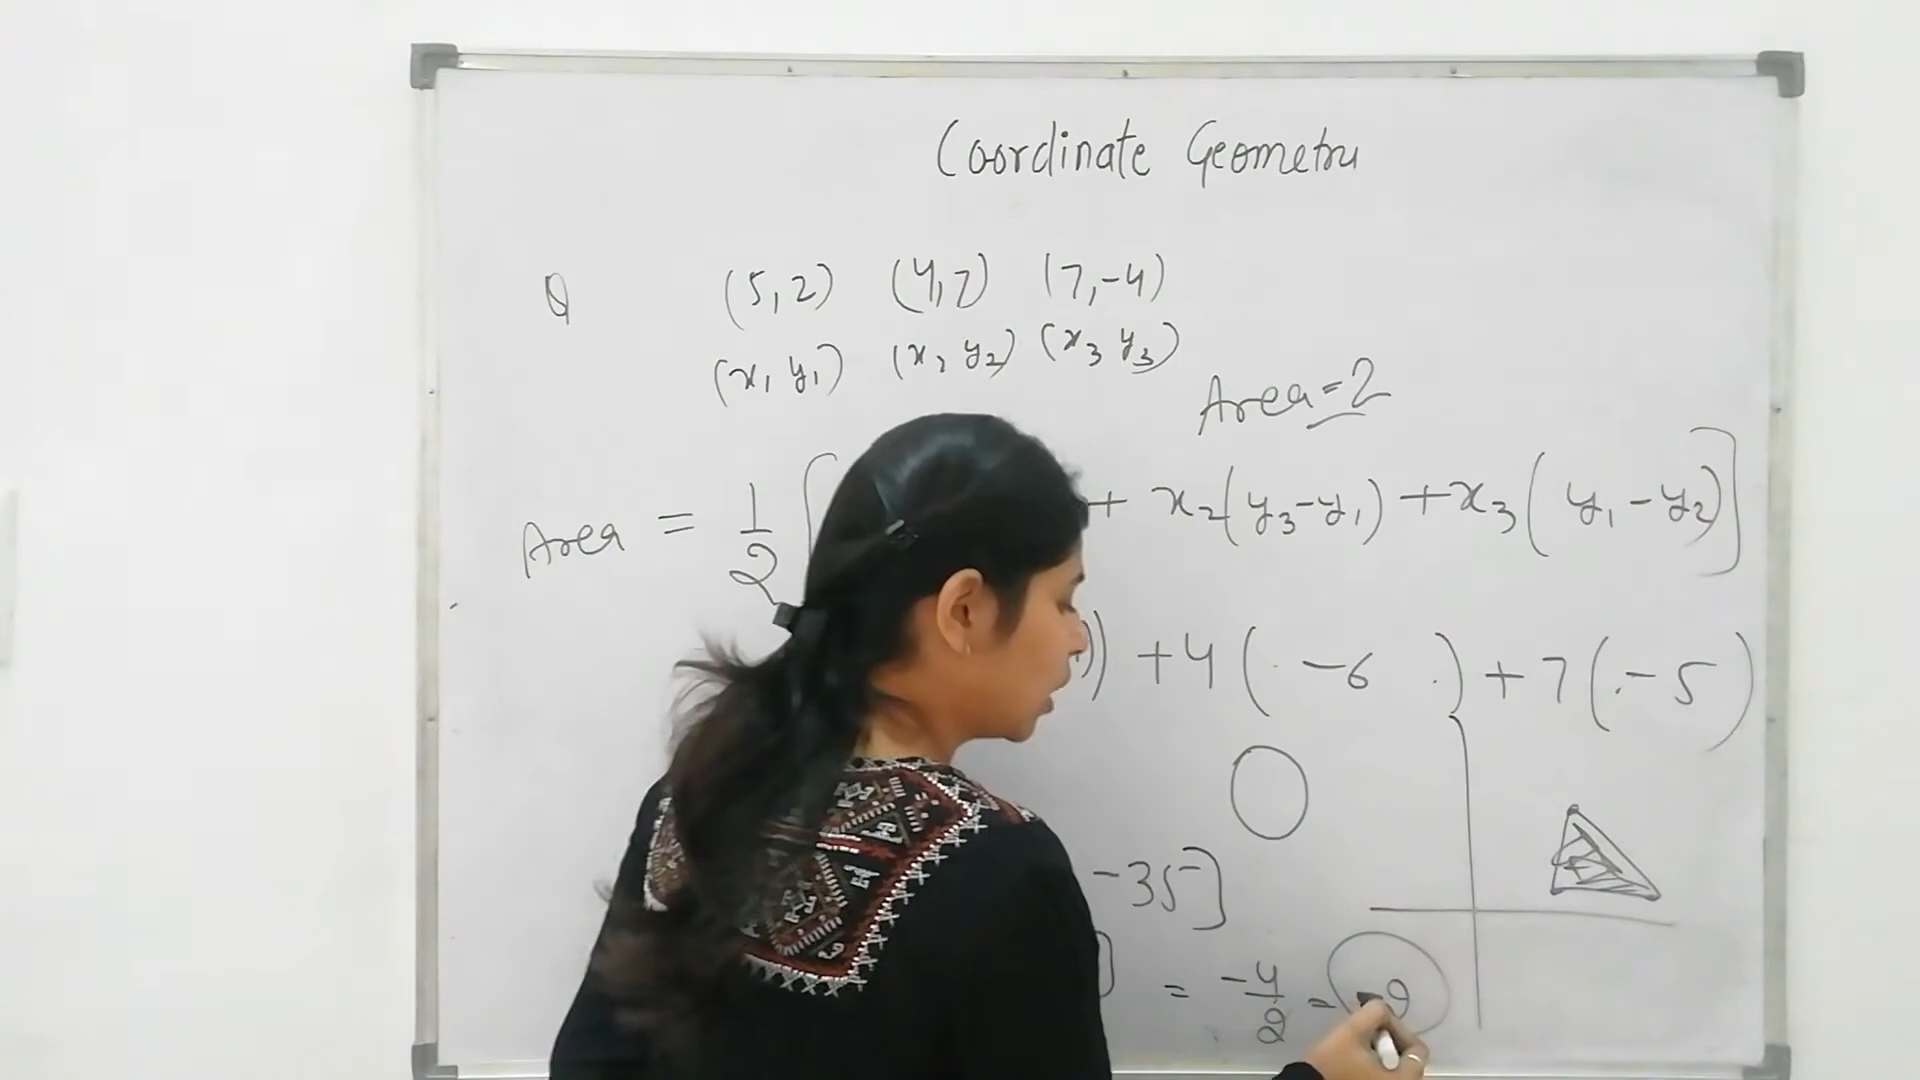 Coordinate Geometru
Q (5,2) (4,7) (7,-4)
(x₁ y₁) (x₂ y₂) (x₃ y₃)
Area=2
Area = 1/2 [ + x₂(y₃-y₁) +x₃( y₁-y₂)]
)) +4( -6 ) +7( -5 )
-35]
] = -4/2 =